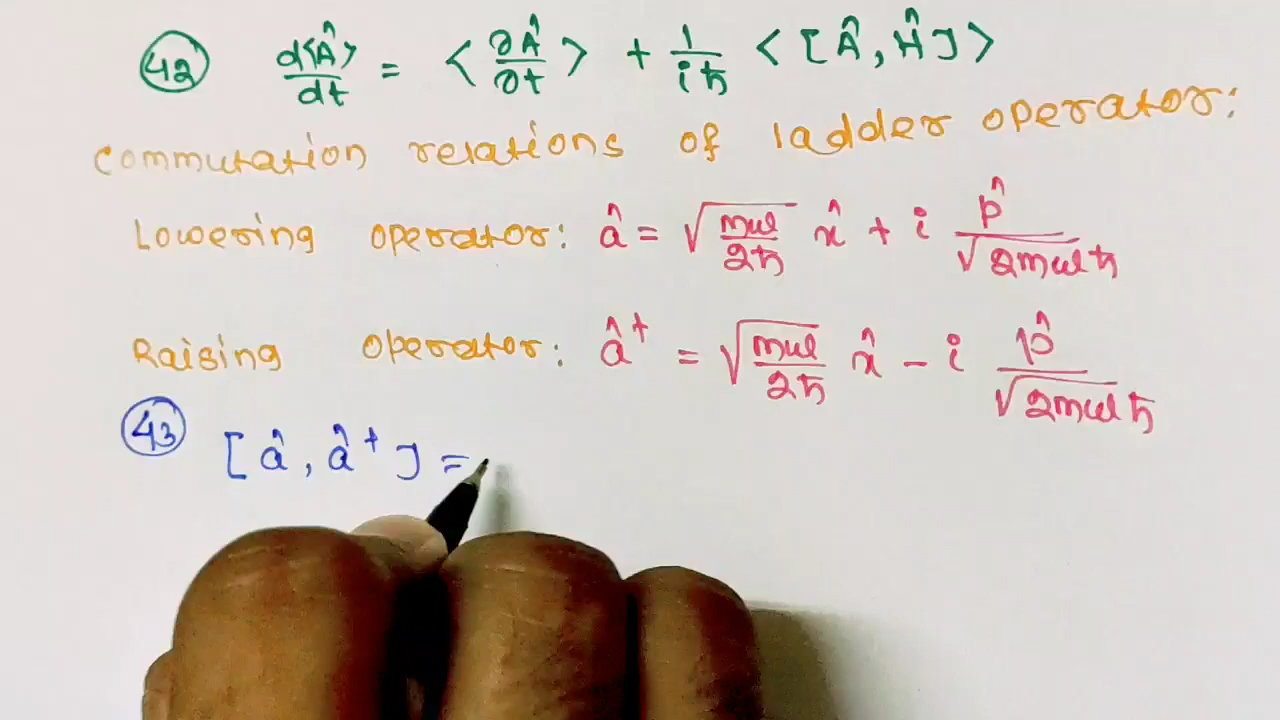 42 d⟨Â⟩/dt = ⟨∂Â/∂t⟩ + 1/iℏ ⟨[Â, Ĥ]⟩
Commutation relations of ladder operator:
Lowering operator: â = √(mω/2ℏ) x̂ + i p̂/√(2mωℏ)
Raising operator: â† = √(mω/2ℏ) x̂ - i p̂/√(2mωℏ)
43 [â, â†] =